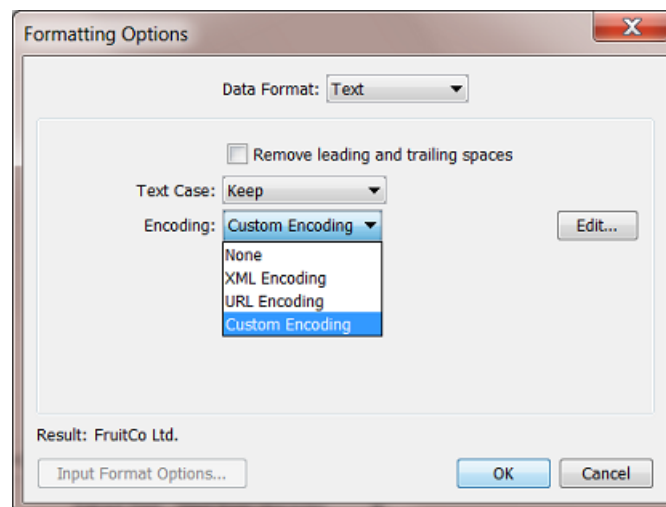 Formatting Options
Data Format: Text
Remove leading and trailing spaces
Text Case: Keep
Encoding: Custom Encoding Edit...
None
XML Encoding
URL Encoding
Custom Encoding
Result: FruitCo Ltd.
Input Format Options... OK Cancel